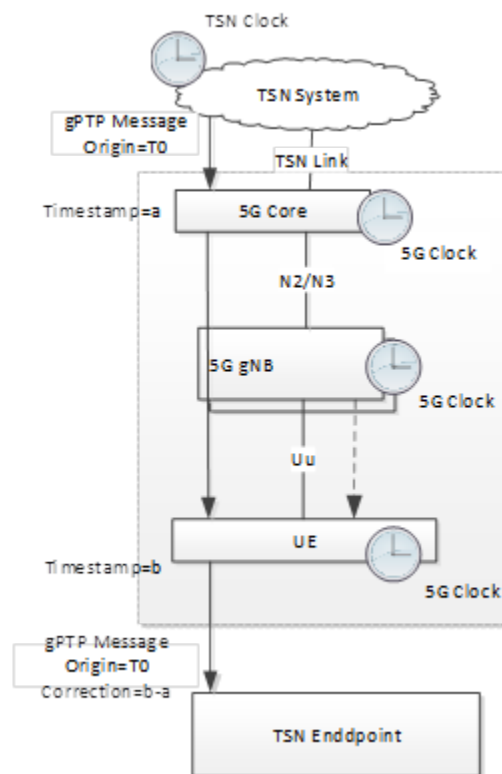 TSN Clock
TSN System
gPTP Message
Origin=T0
TSN Link
Timestamp=a
5G Core
5G Clock
N2/N3
5G gNB
5G Clock
Uu
UE
Timestamp=b
5G Clock
gPTP Message
Origin=T0
Correction=b-a
TSN Enddpoint